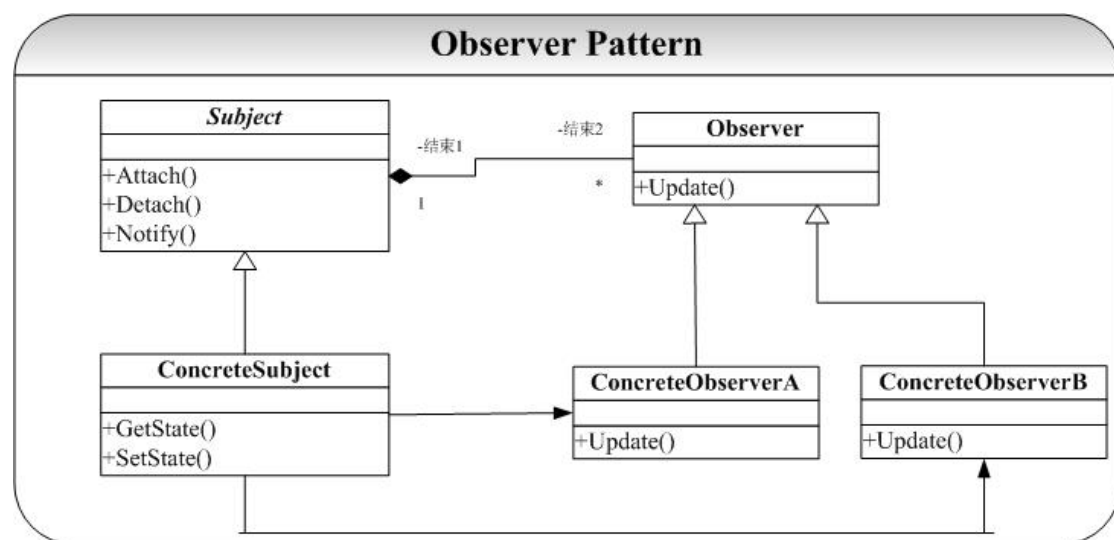 Observer Pattern
Subject
+Attach()
+Detach()
+Notify()
-结束1
1
-结束2
*
Observer
+Update()
ConcreteSubject
+GetState()
+SetState()
ConcreteObserverA
+Update()
ConcreteObserverB
+Update()